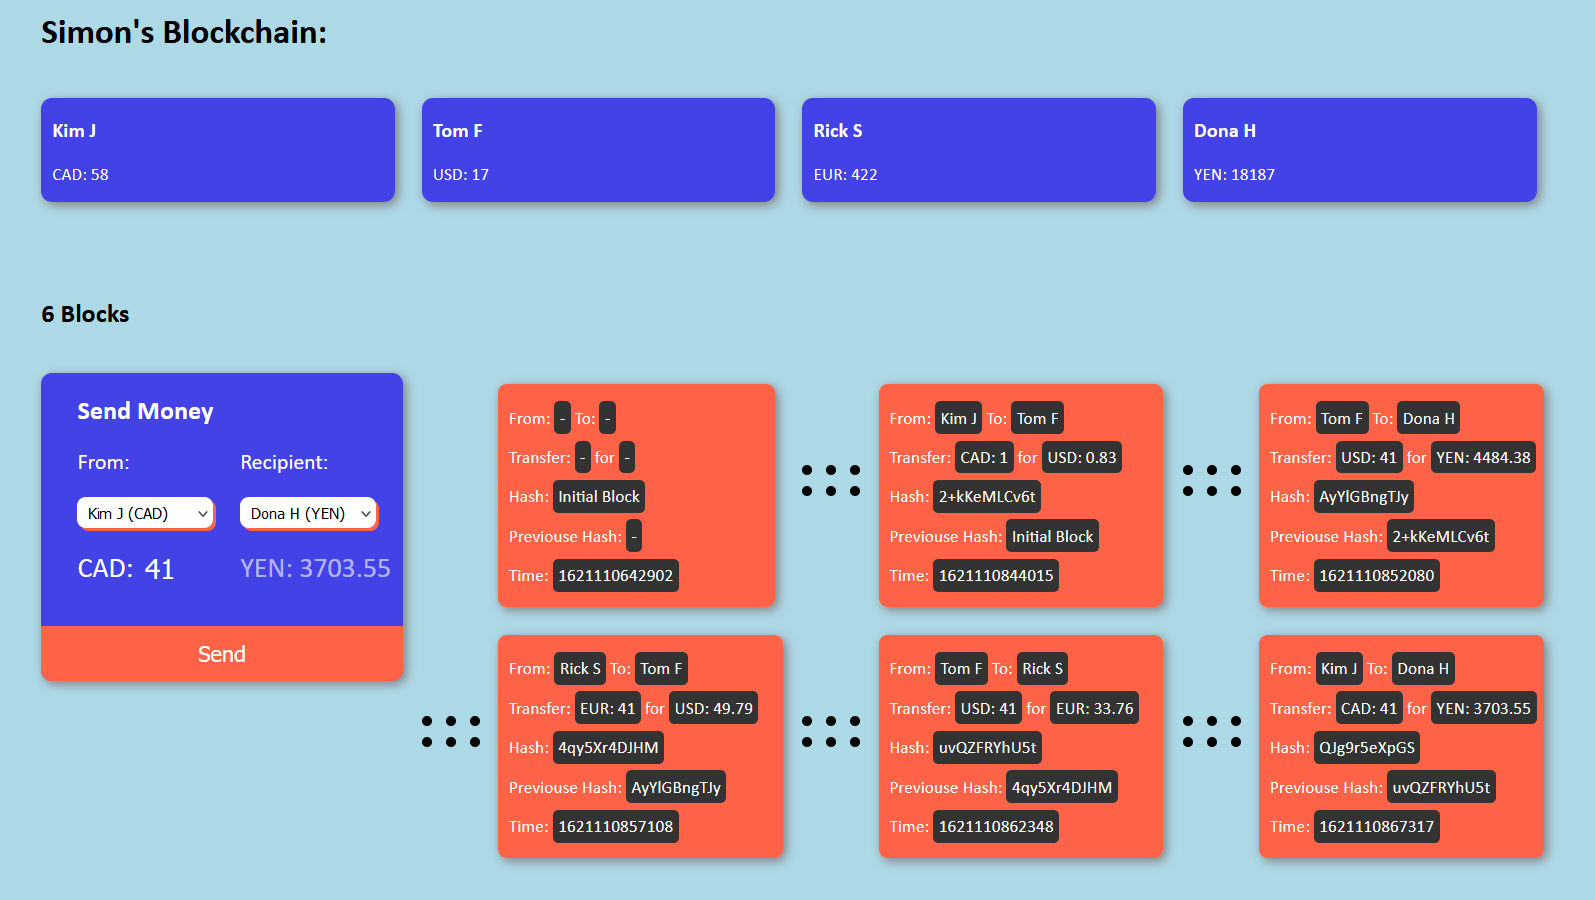 Simon's Blockchain:
Kim J
CAD: 58
Tom F
USD: 17
Rick S
EUR: 422
Dona H
YEN: 18187
6 Blocks
Send Money
From: Recipient:
Kim J (CAD) Dona H (YEN)
CAD: 41 YEN: 3703.55
Send
From: - To: -
Transfer: - for -
Hash: Initial Block
Previouse Hash: -
Time: 1621110642902
From: Kim J To: Tom F
Transfer: CAD: 1 for USD: 0.83
Hash: 2+kKeMLCv6t
Previouse Hash: Initial Block
Time: 1621110844015
From: Tom F To: Dona H
Transfer: USD: 41 for YEN: 4484.38
Hash: AyYlGBngTJy
Previouse Hash: 2+kKeMLCv6t
Time: 1621110852080
From: Rick S To: Tom F
Transfer: EUR: 41 for USD: 49.79
Hash: 4qy5Xr4DJHM
Previouse Hash: AyYlGBngTJy
Time: 1621110857108
From: Tom F To: Rick S
Transfer: USD: 41 for EUR: 33.76
Hash: uvQZFRYhU5t
Previouse Hash: 4qy5Xr4DJHM
Time: 1621110862348
From: Kim J To: Dona H
Transfer: CAD: 41 for YEN: 3703.55
Hash: QJg9r5eXpGS
Previouse Hash: uvQZFRYhU5t
Time: 1621110867317